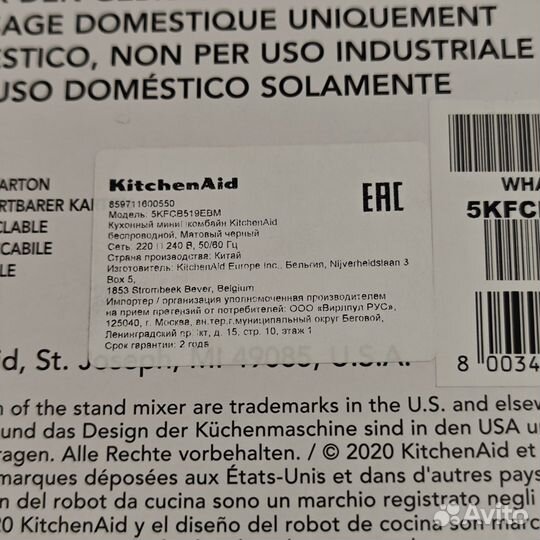 AGE DOMESTIQUE UNIQUEMENT
ESTICO, NON PER USO INDUSTRIALE
USO DOMÉSTICO SOLAMENTE
ARTON
RTBARER KAR
CLABLE
ICABILE
LE
KitchenAid
859711600550
Модель: 5KFCB519EBM
Кухонный мини комбайн KitchenAid
беспроводной, Матовый черный
Сеть: 220 240 В, 50/60 Гц
Страна производства: Китай
Изготовитель: KitchenAid Europe Inc., Бельгия, Nijverheidslaan 3
Box 5,
1853 Strombeek Bever, Belgium
Импортер / организация уполномоченная производителем
на прием претензий от потребителей: ООО «Вирлпул РУС»,
125040, г. Москва, вн.тер.г.муниципальный округ Беговой,
Ленинградский пр кт, д. 15, стр. 10, этаж 1
Срок гарантии: 2 года
EAC
WHA
5KFC
8 0034
id, St. Joseph, MI 49085, U.S.A.
n of the stand mixer are trademarks in the U.S. and elsew
und das Design der Küchenmaschine sind in den USA un
ragen. Alle Rechte vorbehalten. / © 2020 KitchenAid et
marques déposées aux États-Unis et dans d'autres pays
n del robot da cucina sono un marchio registrato negli
20 KitchenAid y el diseño del robot de cocina son marc
Avito